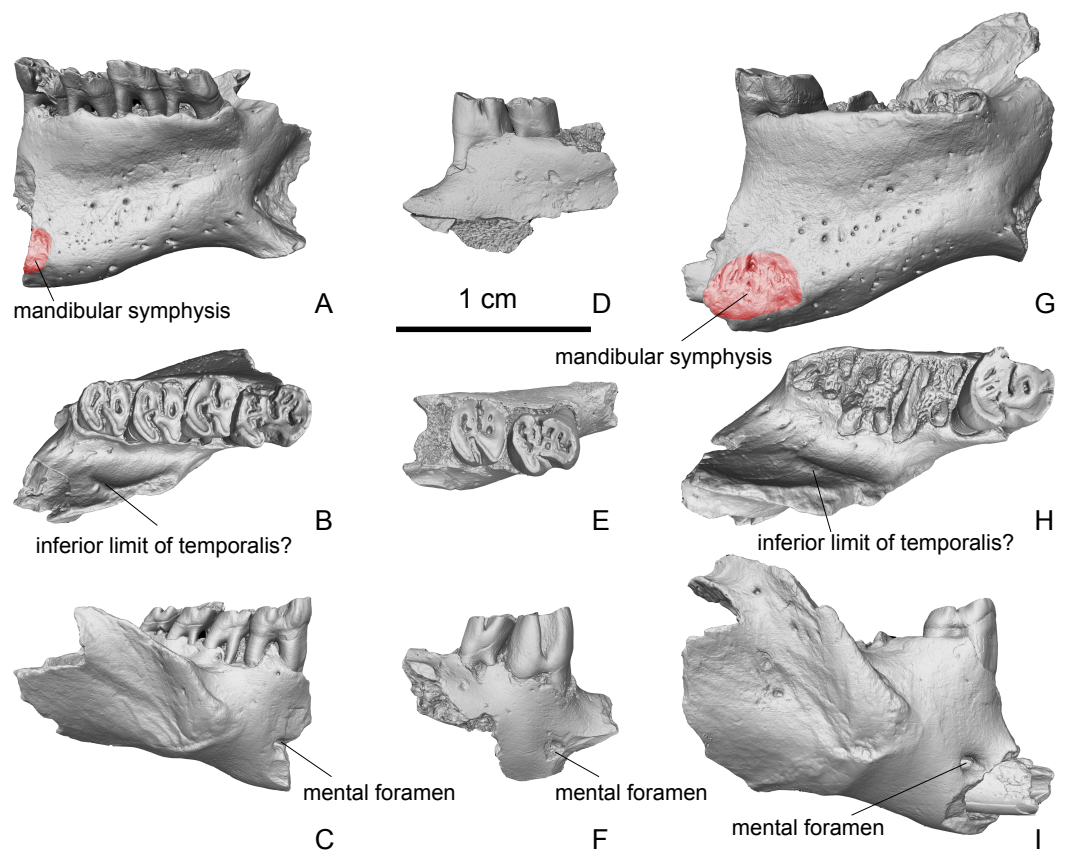 mandibular symphysis
A
D
1 cm
G
mandibular symphysis
B
inferior limit of temporalis?
E
H
inferior limit of temporalis?
mental foramen
C
mental foramen
F
mental foramen
I